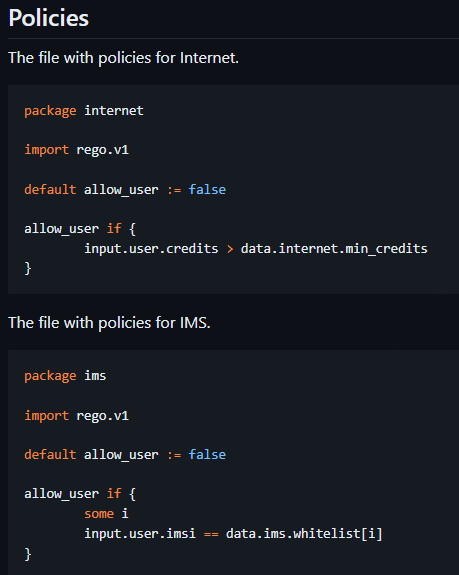 Policies
The file with policies for Internet.
package internet
import rego.v1
default allow_user := false
allow_user if {
        input.user.credits > data.internet.min_credits
}
The file with policies for IMS.
package ims
import rego.v1
default allow_user := false
allow_user if {
        some i
        input.user.imsi == data.ims.whitelist[i]
}